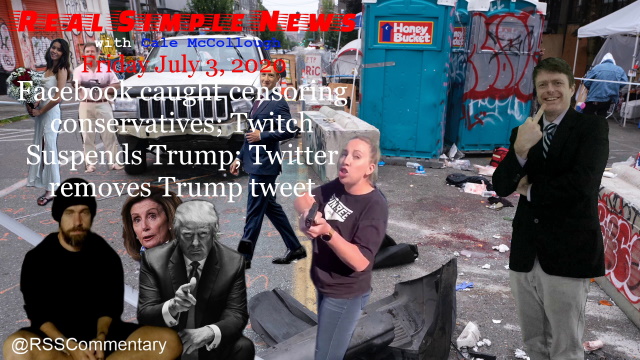 Real Simple News
with Cale McCollough
Friday July 3, 2020
Facebook caught censoring
conservatives; Twitch
Suspends Trump; Twitter
removes Trump tweet
Honey
Bucket
@RSSCommentary